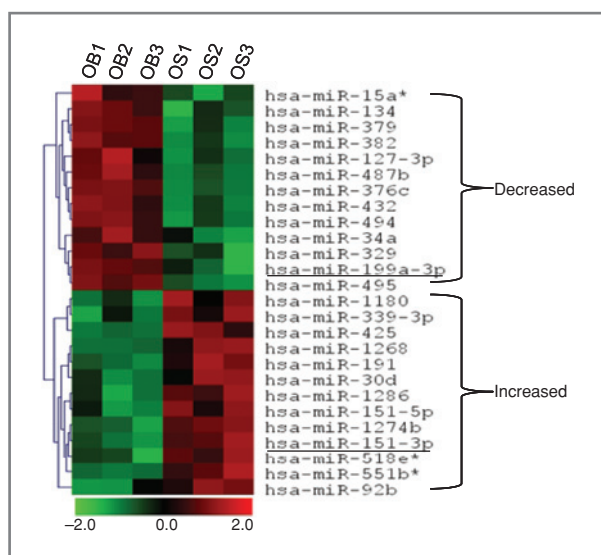 OB1 OB2 OB3 OS1 OS2 OS3
hsa-miR-15a*
hsa-miR-134
hsa-miR-379
hsa-miR-382
hsa-miR-127-3p
hsa-miR-487b
hsa-miR-376c
hsa-miR-432
hsa-miR-494
hsa-miR-34a
hsa-miR-329
hsa-miR-199a-3p
hsa-miR-495
Decreased
hsa-miR-1180
hsa-miR-339-3p
hsa-miR-425
hsa-miR-1268
hsa-miR-191
hsa-miR-30d
hsa-miR-1286
hsa-miR-151-5p
hsa-miR-1274b
hsa-miR-151-3p
hsa-miR-518e*
hsa-miR-551b*
hsa-miR-92b
Increased
−2.0 0.0 2.0